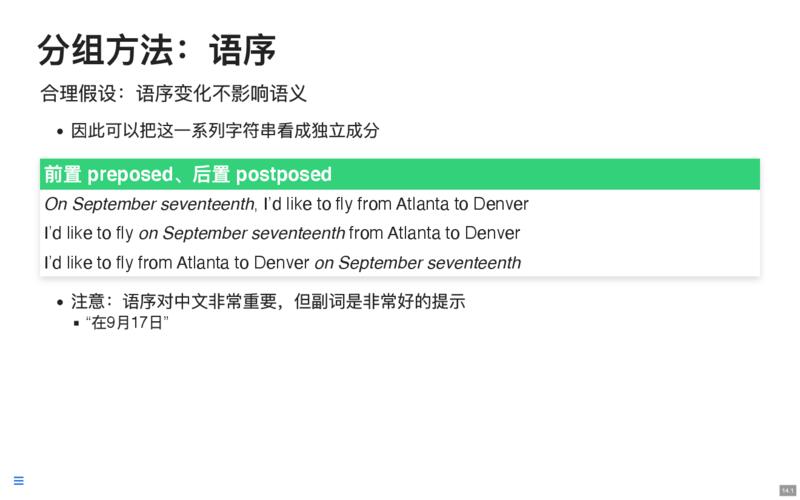 分组方法：语序
合理假设：语序变化不影响语义
• 因此可以把这一系列字符串看成独立成分
前置 preposed、后置 postposed
On September seventeenth, I'd like to fly from Atlanta to Denver
I'd like to fly on September seventeenth from Atlanta to Denver
I'd like to fly from Atlanta to Denver on September seventeenth
• 注意：语序对中文非常重要，但副词是非常好的提示
▪ “在9月17日”
14.1